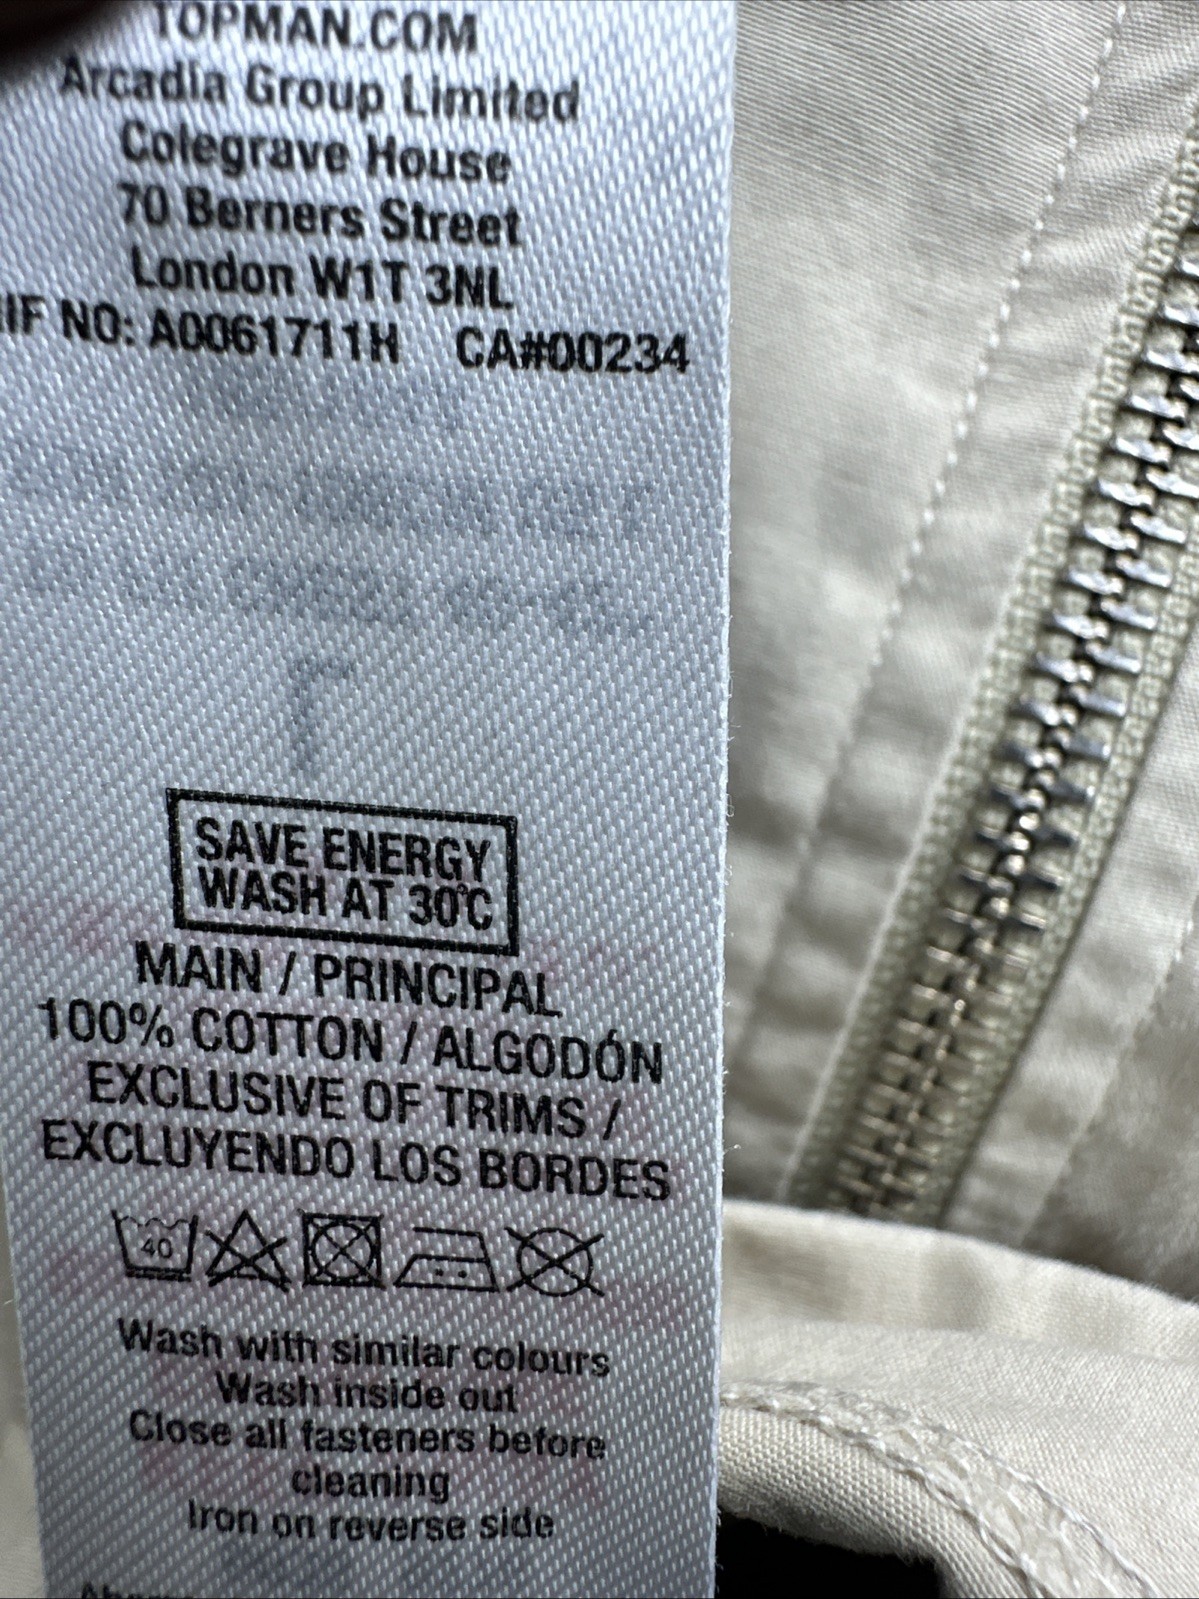 TOPMAN.COM
Arcadia Group Limited
Colegrave House
70 Berners Street
London W1T 3NL
IF NO: A0061711H CA#00234
SAVE ENERGY
WASH AT 30°C
MAIN / PRINCIPAL
100% COTTON / ALGODÓN
EXCLUSIVE OF TRIMS /
EXCLUYENDO LOS BORDES
40
Wash with similar colours
Wash inside out
Close all fasteners before
cleaning
Iron on reverse side